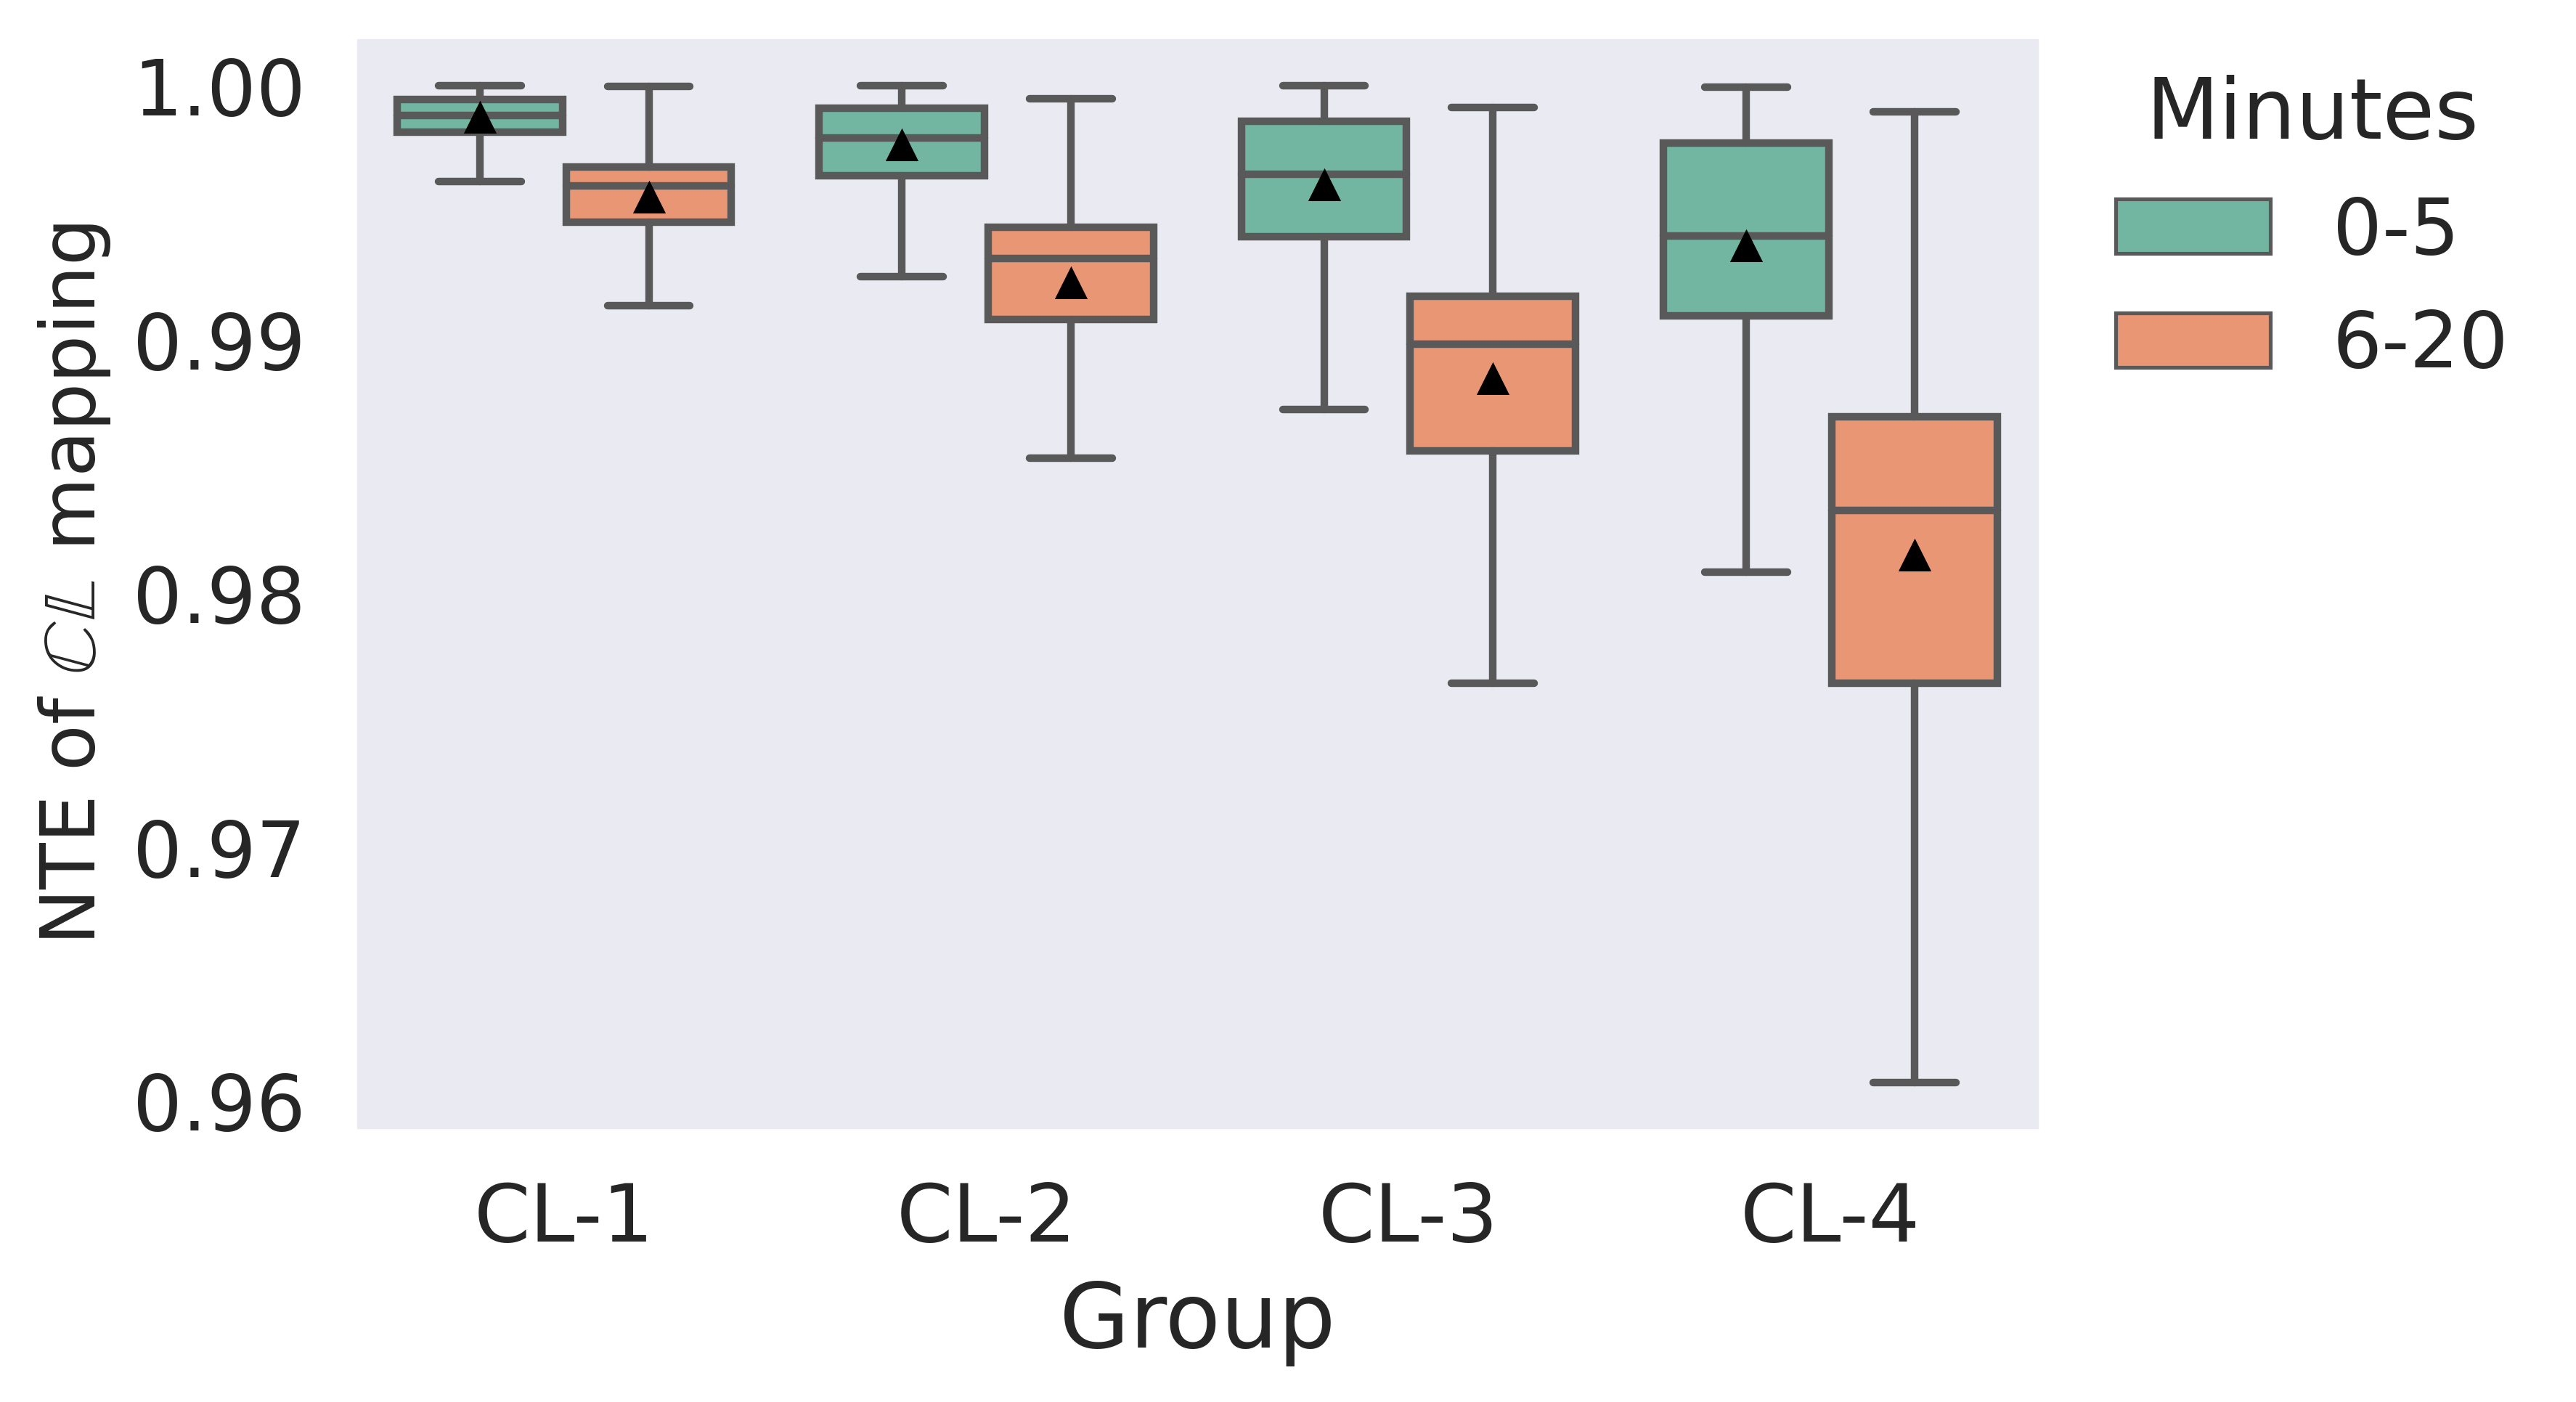 NTE of ℂ𝕃 mapping
1.00
0.99
0.98
0.97
0.96
CL-1 CL-2 CL-3 CL-4
Group
Minutes
0-5
6-20